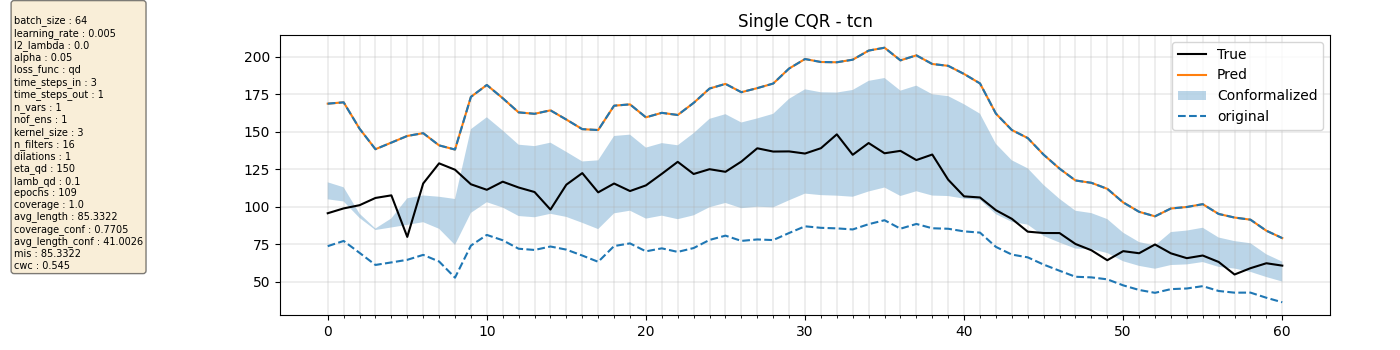 batch_size : 64
learning_rate : 0.005
l2_lambda : 0.0
alpha : 0.05
loss_func : qd
time_steps_in : 3
time_steps_out : 1
n_vars : 1
nof_ens : 1
kernel_size : 3
n_filters : 16
dilations : 1
eta_qd : 150
lamb_qd : 0.1
epochs : 109
coverage : 1.0
avg_length : 85.3322
coverage_conf : 0.7705
avg_length_conf : 41.0026
mis : 85.3322
cwc : 0.545
Single CQR - tcn
200
175
150
125
100
75
50
True
Pred
Conformalized
original
0 10 20 30 40 50 60